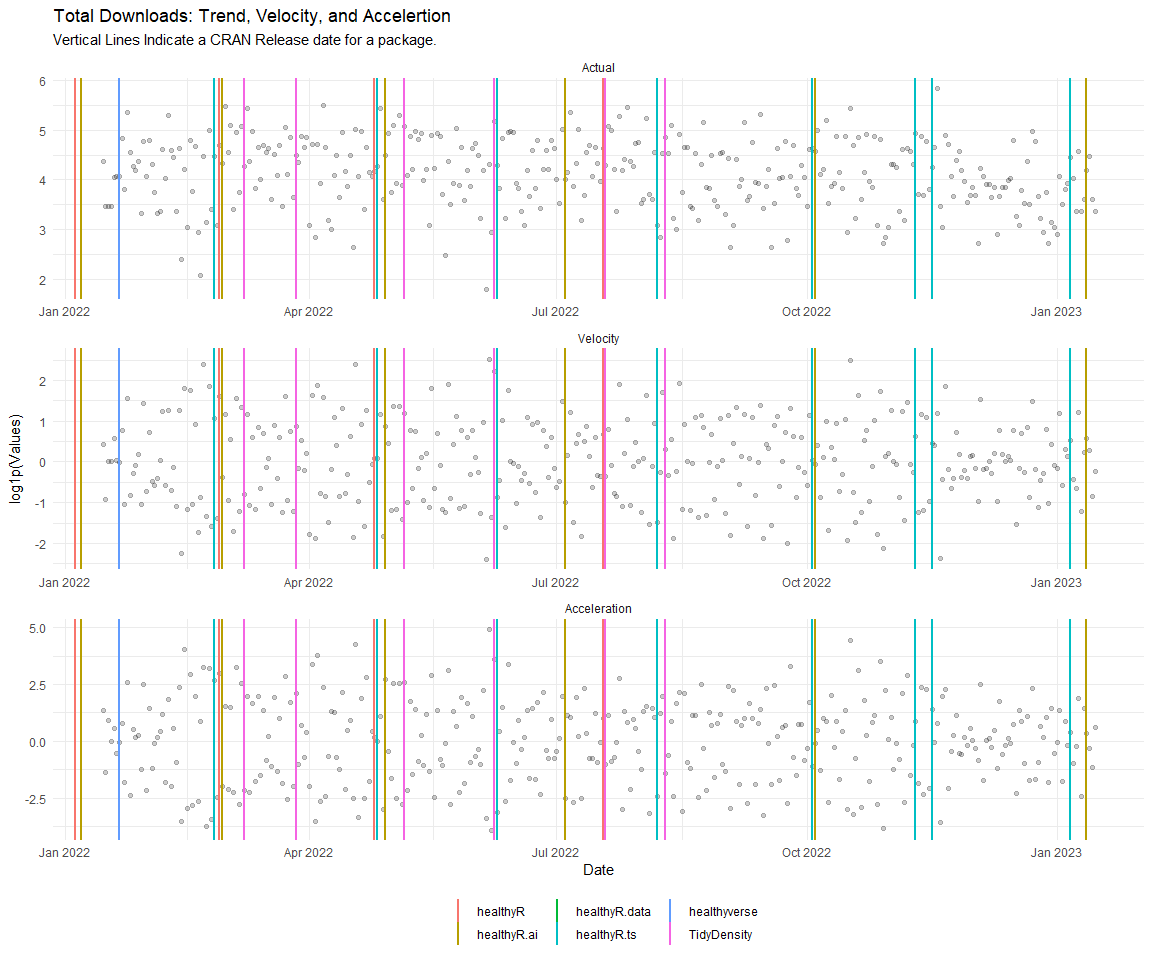 Total Downloads: Trend, Velocity, and Accelertion
Vertical Lines Indicate a CRAN Release date for a package.
Actual
6
5
4
3
2
Jan 2022 Apr 2022 Jul 2022 Oct 2022 Jan 2023
Velocity
2
1
0
-1
-2
Jan 2022 Apr 2022 Jul 2022 Oct 2022 Jan 2023
log1p(Values)
Acceleration
5.0
2.5
0.0
-2.5
Jan 2022 Apr 2022 Jul 2022 Oct 2022 Jan 2023
Date
healthyR healthyR.data healthyverse
healthyR.ai healthyR.ts TidyDensity